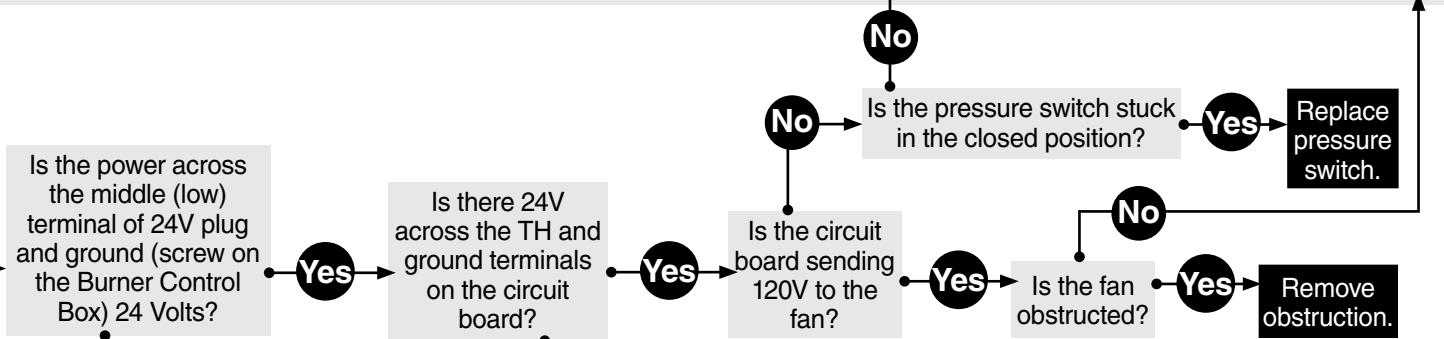 No
No
Is the pressure switch stuck
in the closed position?
Yes
Replace
pressure
switch.
Is the power across
the middle (low)
terminal of 24V plug
and ground (screw on
the Burner Control
Box) 24 Volts?
Yes
Is there 24V
across the TH and
ground terminals
on the circuit
board?
Yes
Is the circuit
board sending
120V to the
fan?
Yes
No
Is the fan
obstructed?
Yes
Remove
obstruction.